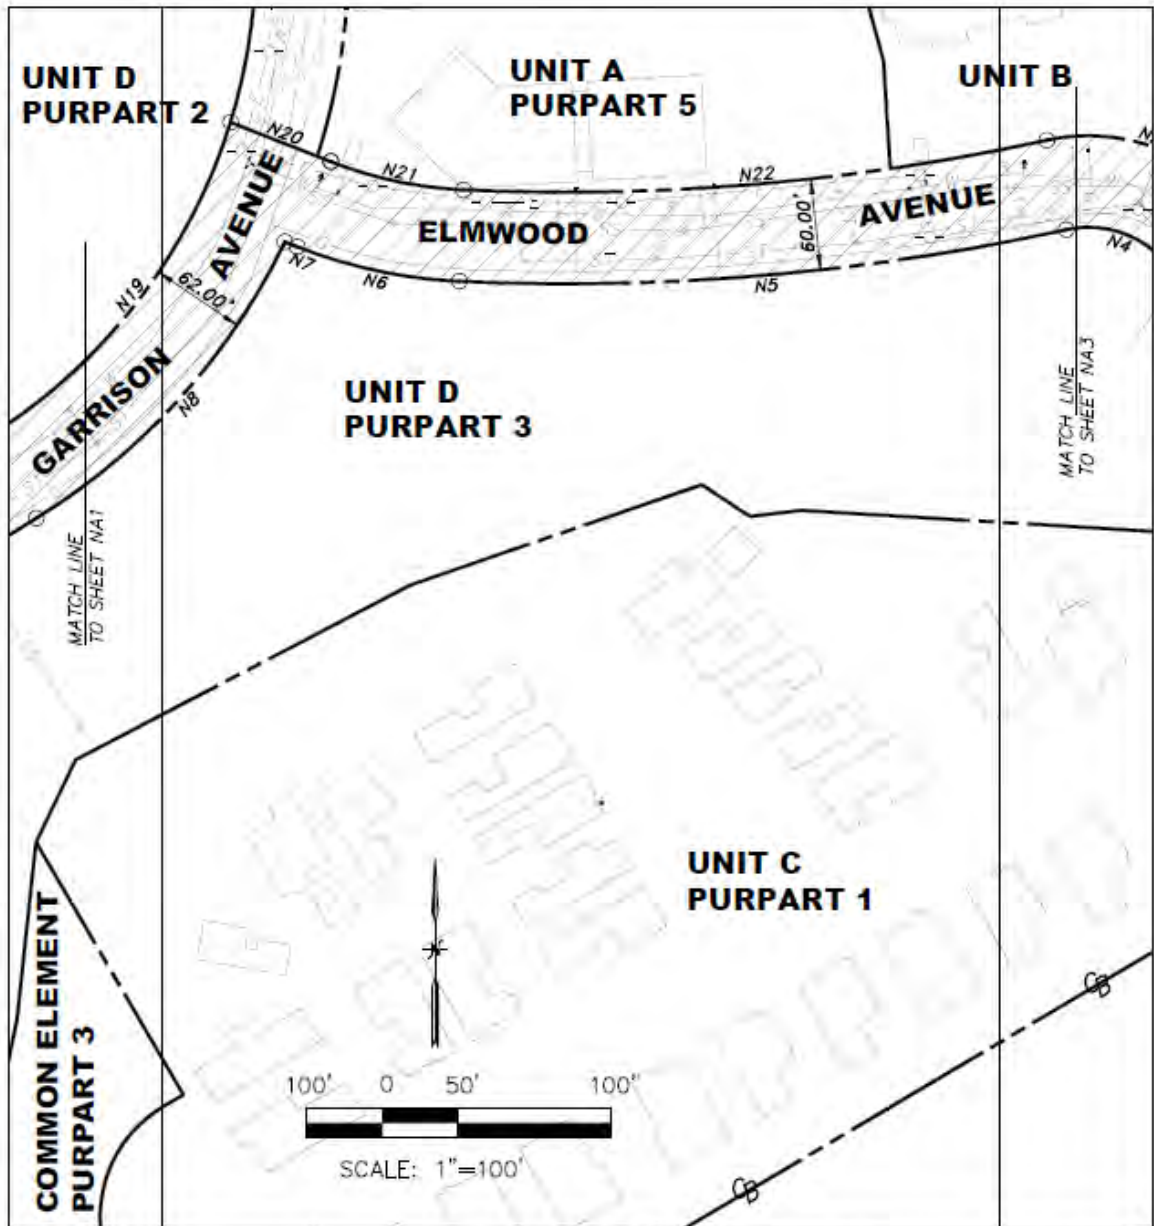 UNIT D
PURPART 2
UNIT A
PURPART 5
UNIT B
N20
N21
N22
AVENUE
ELMWOOD
60.00'
AVENUE
N4
N7
N6
N5
N19
62.00'
GARRISON
N8
UNIT D
PURPART 3
MATCH LINE
TO SHEET NA3
MATCH LINE
TO SHEET NA1
UNIT C
PURPART 1
COMMON ELEMENT
PURPART 3
CB
CB
100' 0 50' 100"
SCALE: 1"=100'